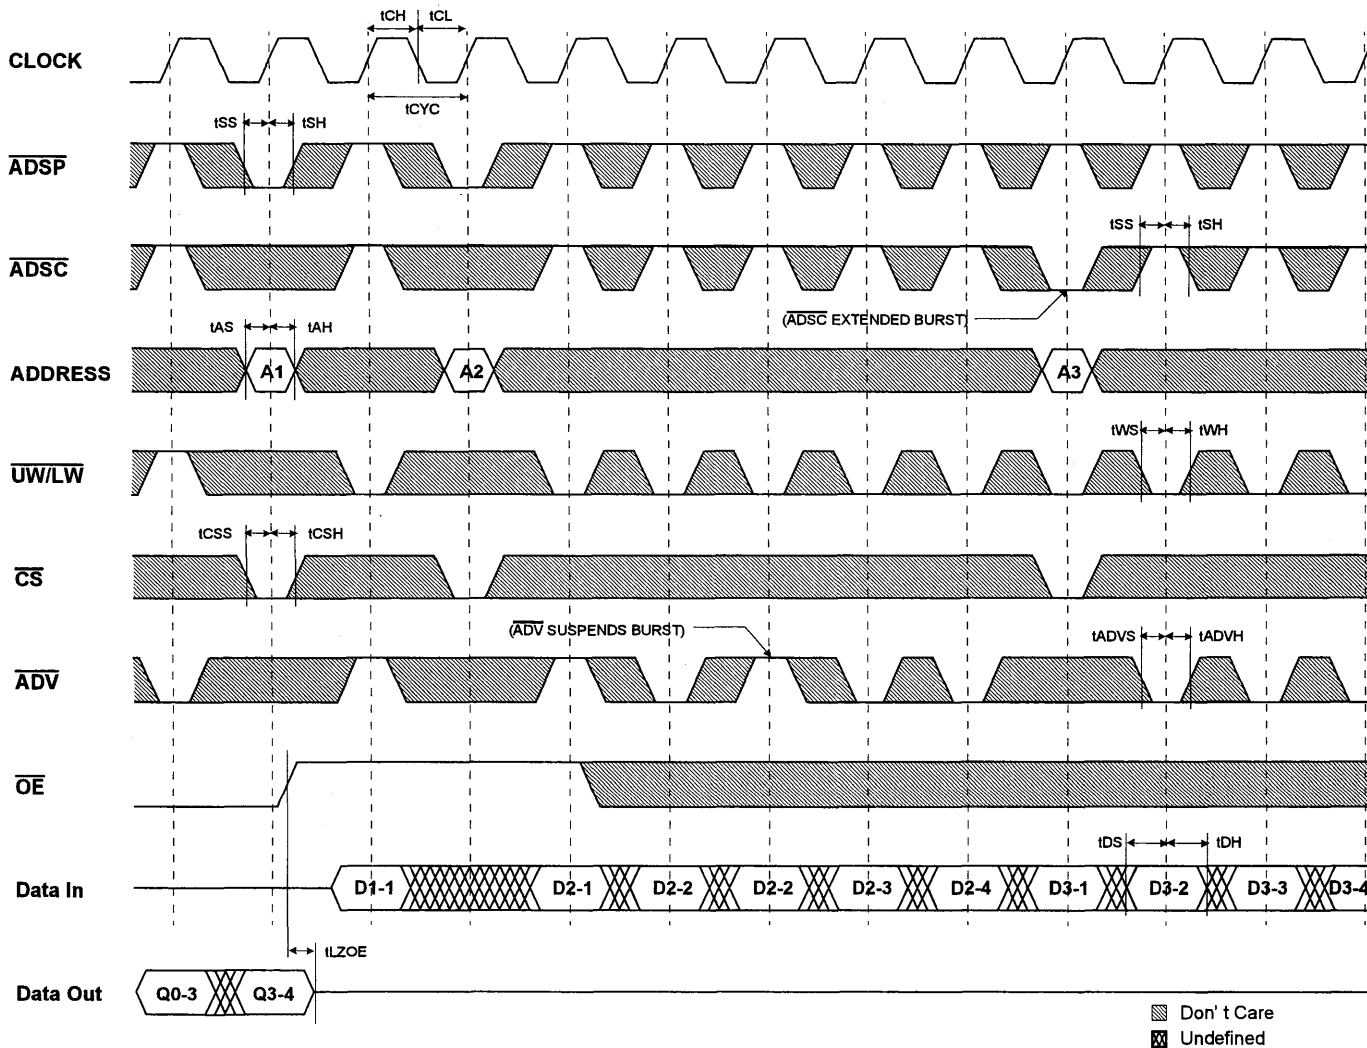 tCH tCL
CLOCK
tCYC
tSS tSH
ADSP
tSS tSH
ADSC
(ADSC EXTENDED BURST)
tAS tAH
ADDRESS A1 A2 A3
tWS tWH
UW/LW
tCSS tCSH
CS
(ADV SUSPENDS BURST)
tADVS tADVH
ADV
OE
tDS tDH
Data In D1-1 D2-1 D2-2 D2-2 D2-3 D2-4 D3-1 D3-2 D3-3 D3-4
tLZOE
Data Out Q0-3 Q3-4
Don' t Care
Undefined